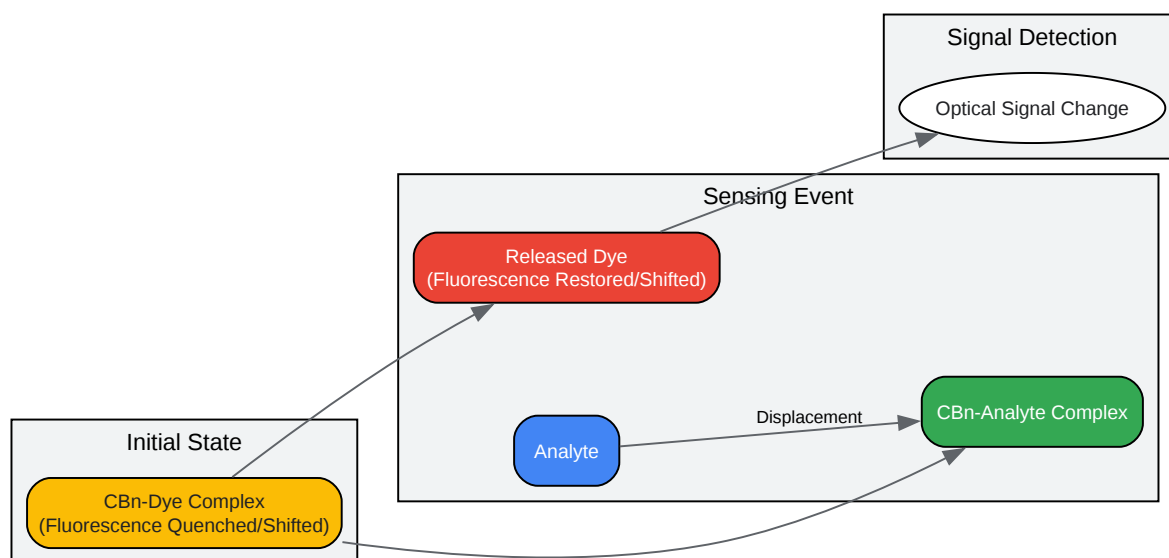 Signal Detection
Optical Signal Change
Sensing Event
Released Dye
(Fluorescence Restored/Shifted)
Displacement
CBn-Analyte Complex
Analyte
Initial State
CBn-Dye Complex
(Fluorescence Quenched/Shifted)